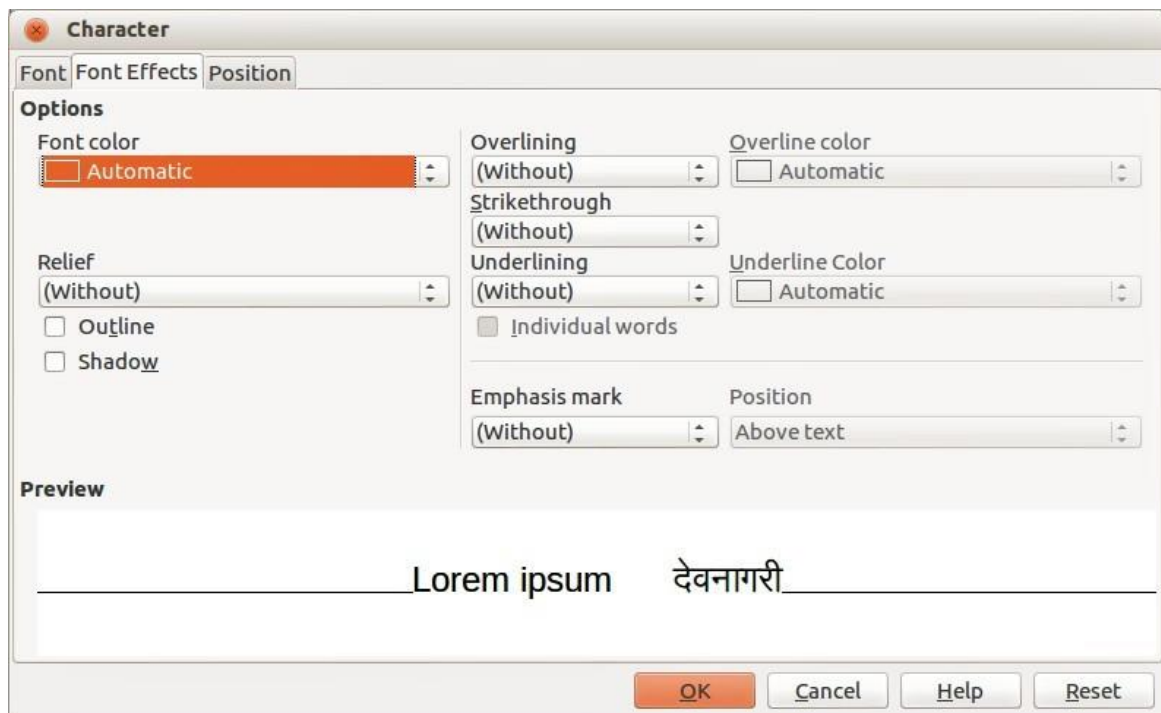 Character
Font Font Effects Position
Options
Font color Overlining Overline color
Automatic (Without) Automatic
Strikethrough
(Without)
Relief Underlining Underline Color
(Without) (Without) Automatic
Outline Individual words
Shadow
Emphasis mark Position
(Without) Above text
Preview
Lorem ipsum देवनागरी
OK Cancel Help Reset